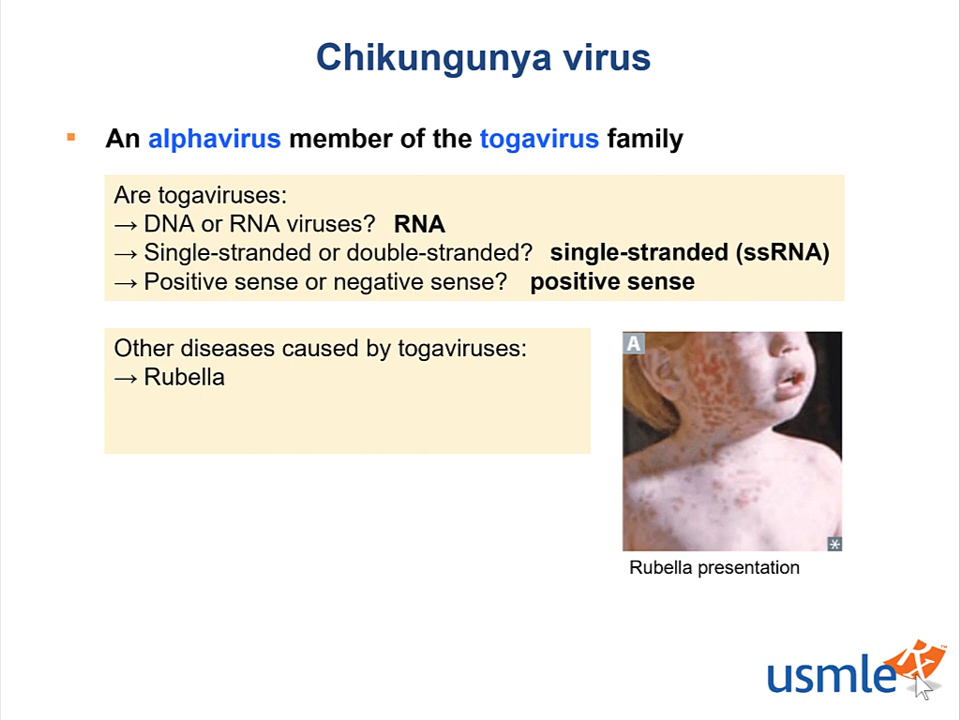 Chikungunya virus
▪ An alphavirus member of the togavirus family
Are togaviruses:
→ DNA or RNA viruses? RNA
→ Single-stranded or double-stranded? single-stranded (ssRNA)
→ Positive sense or negative sense? positive sense
Other diseases caused by togaviruses:
→ Rubella
A
*
Rubella presentation
usmle Rx ™